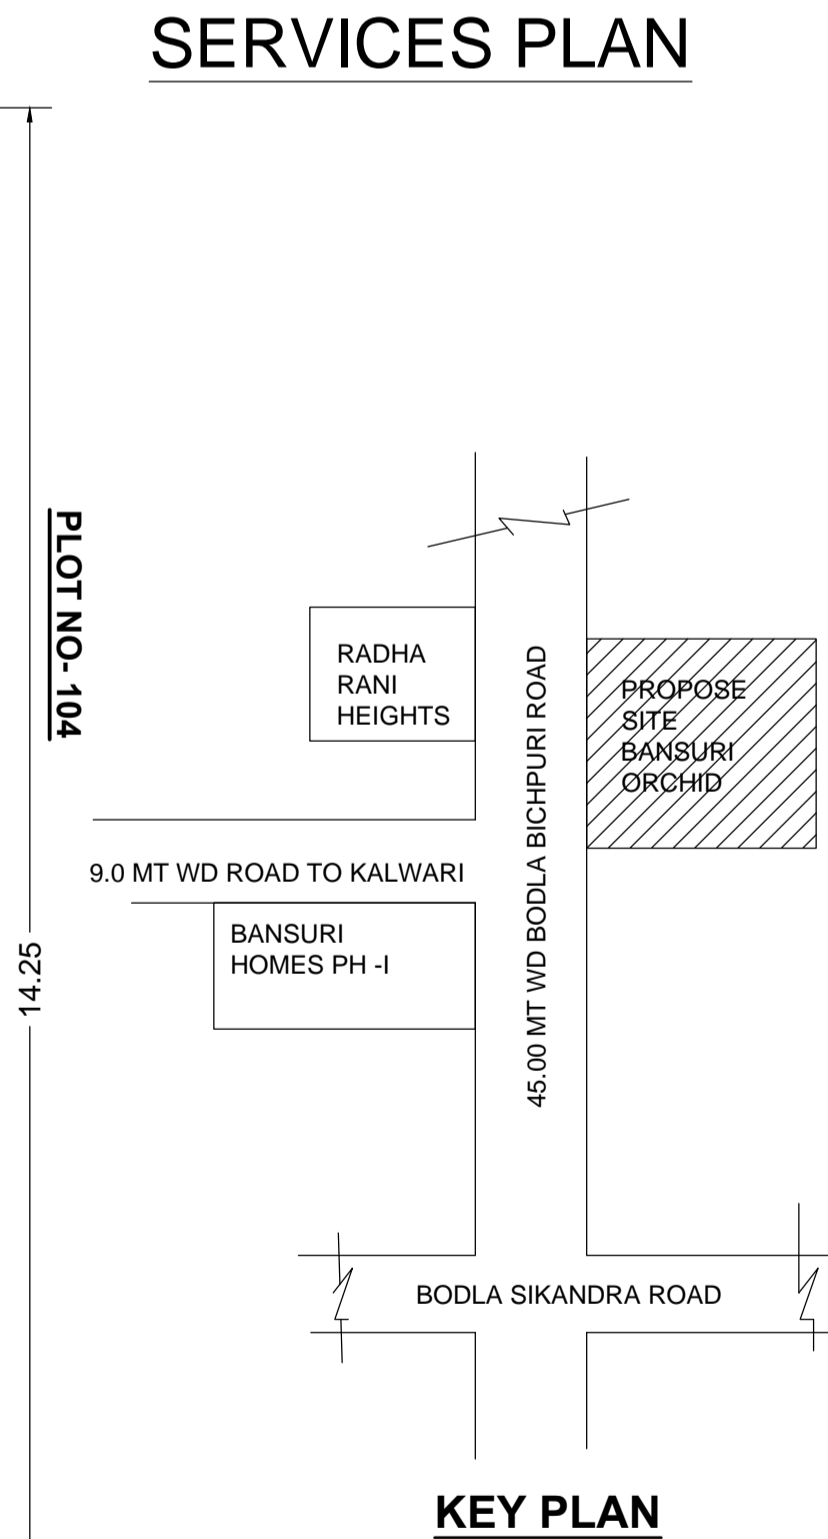 SERVICES PLAN
PLOT NO- 104
14.25
RADHA
RANI
HEIGHTS
PROPOSE
SITE
BANSURI
ORCHID
45.00 MT WD BODLA BICHPURI ROAD
9.0 MT WD ROAD TO KALWARI
BANSURI
HOMES PH -I
BODLA SIKANDRA ROAD
KEY PLAN